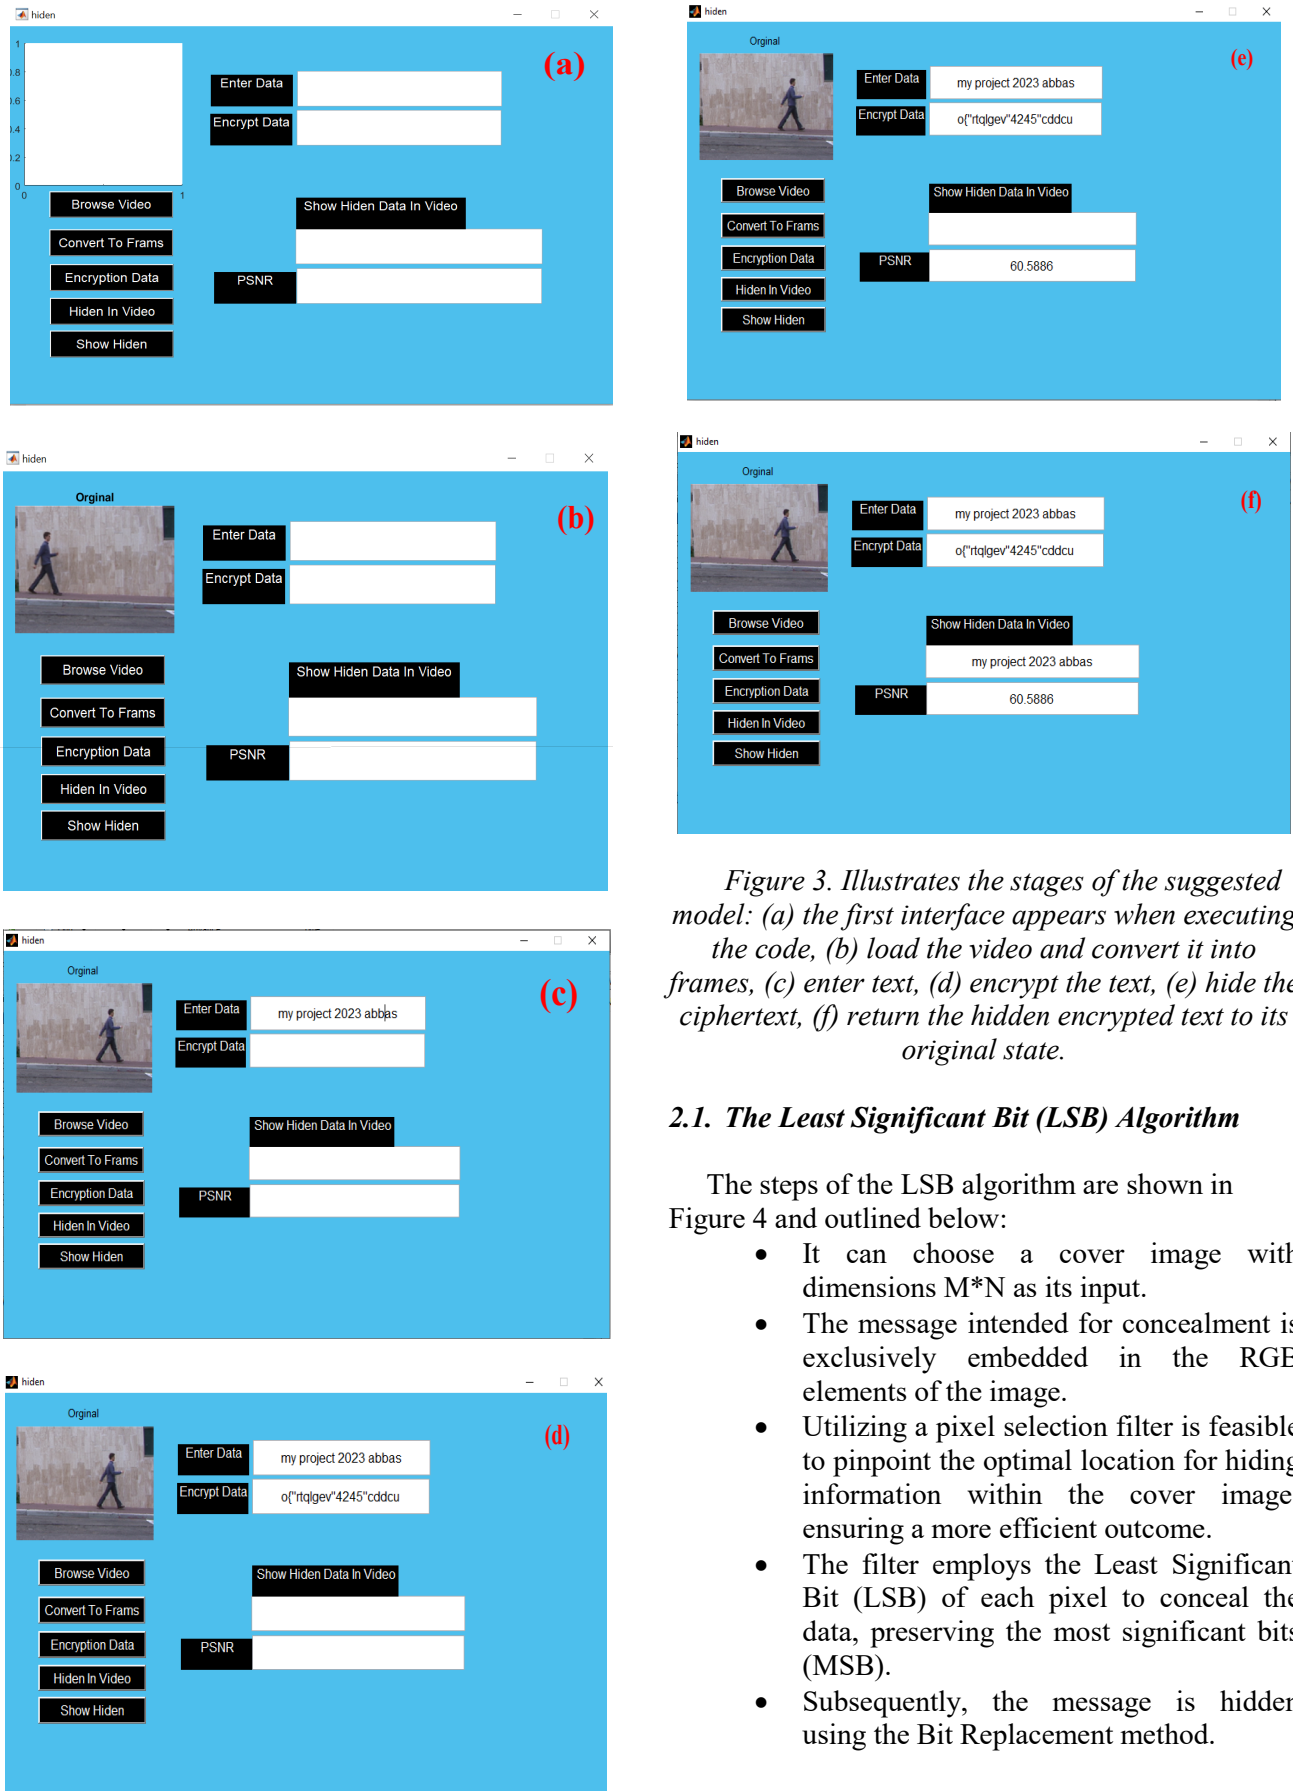 hiden
(a)
1
0.8
0.6
0.4
0.2
0
0
1
Enter Data
Encrypt Data
Browse Video
Convert To Frams
Encryption Data
Hiden In Video
Show Hiden
Show Hiden Data In Video
PSNR
hiden
(b)
Orginal
Enter Data
Encrypt Data
Browse Video
Convert To Frams
Encryption Data
Hiden In Video
Show Hiden
Show Hiden Data In Video
PSNR
hiden
(c)
Orginal
Enter Data
my project 2023 abbas
Encrypt Data
Browse Video
Convert To Frams
Encryption Data
Hiden In Video
Show Hiden
Show Hiden Data In Video
PSNR
hiden
(d)
Orginal
Enter Data
my project 2023 abbas
Encrypt Data
o{"rtqlgev"4245"cddcu
Browse Video
Convert To Frams
Encryption Data
Hiden In Video
Show Hiden
Show Hiden Data In Video
PSNR
hiden
(e)
Orginal
Enter Data
my project 2023 abbas
Encrypt Data
o{"rtqlgev"4245"cddcu
Browse Video
Convert To Frams
Encryption Data
Hiden In Video
Show Hiden
Show Hiden Data In Video
PSNR
60.5886
hiden
(f)
Orginal
Enter Data
my project 2023 abbas
Encrypt Data
o{"rtqlgev"4245"cddcu
Browse Video
Convert To Frams
Encryption Data
Hiden In Video
Show Hiden
Show Hiden Data In Video
my project 2023 abbas
PSNR
60.5886
Figure 3. Illustrates the stages of the suggested
model: (a) the first interface appears when executing
the code, (b) load the video and convert it into
frames, (c) enter text, (d) encrypt the text, (e) hide the
ciphertext, (f) return the hidden encrypted text to its
original state.
2.1. The Least Significant Bit (LSB) Algorithm
The steps of the LSB algorithm are shown in
Figure 4 and outlined below:
• It can choose a cover image with
dimensions M*N as its input.
• The message intended for concealment is
exclusively embedded in the RGB
elements of the image.
• Utilizing a pixel selection filter is feasible
to pinpoint the optimal location for hiding
information within the cover image
ensuring a more efficient outcome.
• The filter employs the Least Significant
Bit (LSB) of each pixel to conceal the
data, preserving the most significant bits
(MSB).
• Subsequently, the message is hidden
using the Bit Replacement method.